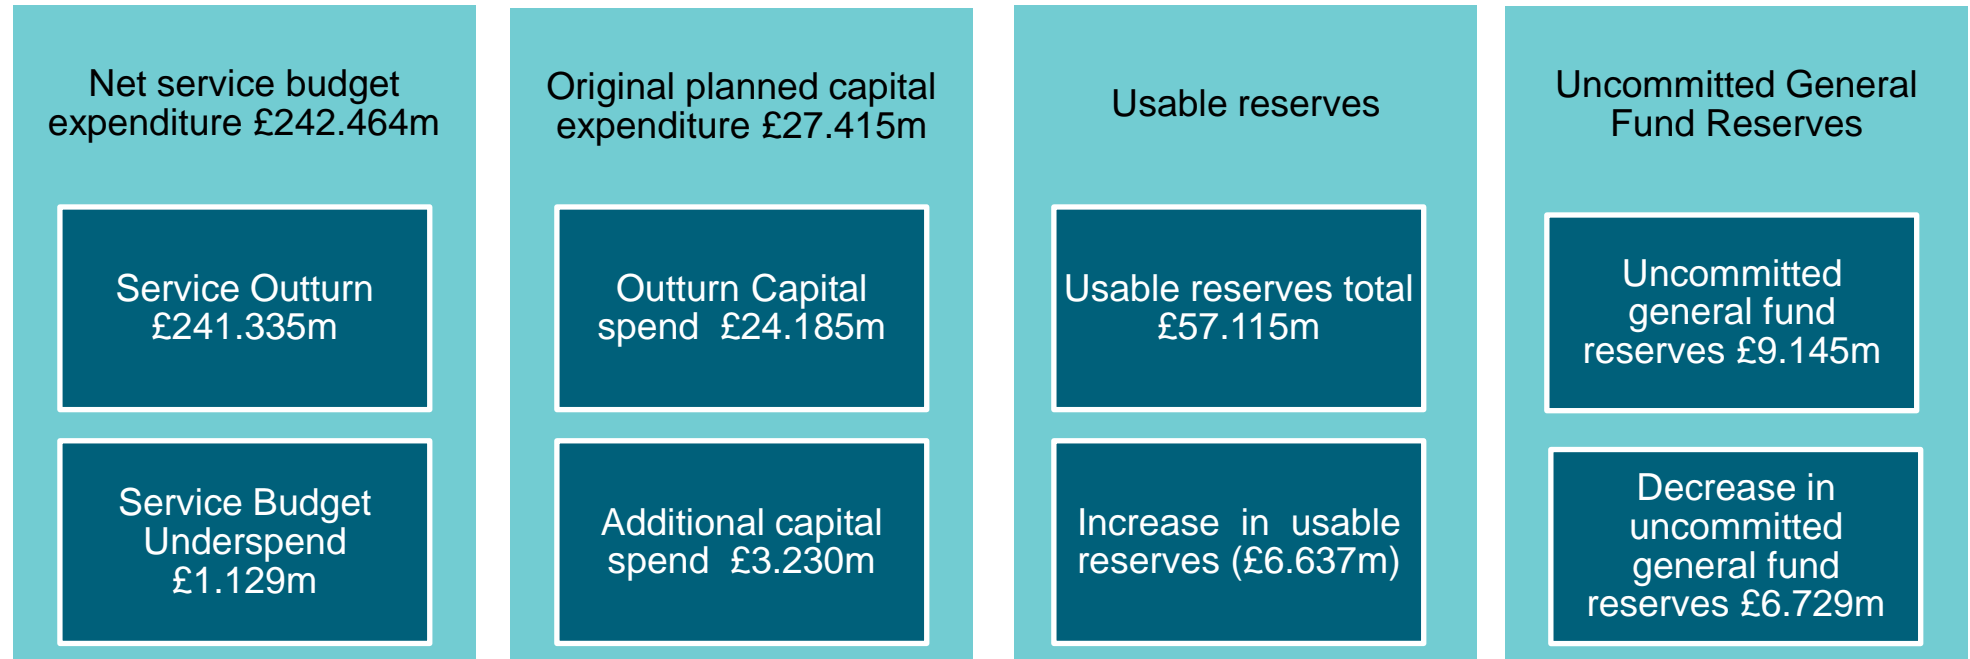 Net service budget
expenditure £242.464m
Service Outturn
£241.335m
Service Budget
Underspend
£1.129m
Original planned capital
expenditure £27.415m
Outturn Capital
spend £24.185m
Additional capital
spend £3.230m
Usable reserves
Usable reserves total
£57.115m
Increase in usable
reserves (£6.637m)
Uncommitted General
Fund Reserves
Uncommitted
general fund
reserves £9.145m
Decrease in
uncommitted
general fund
reserves £6.729m